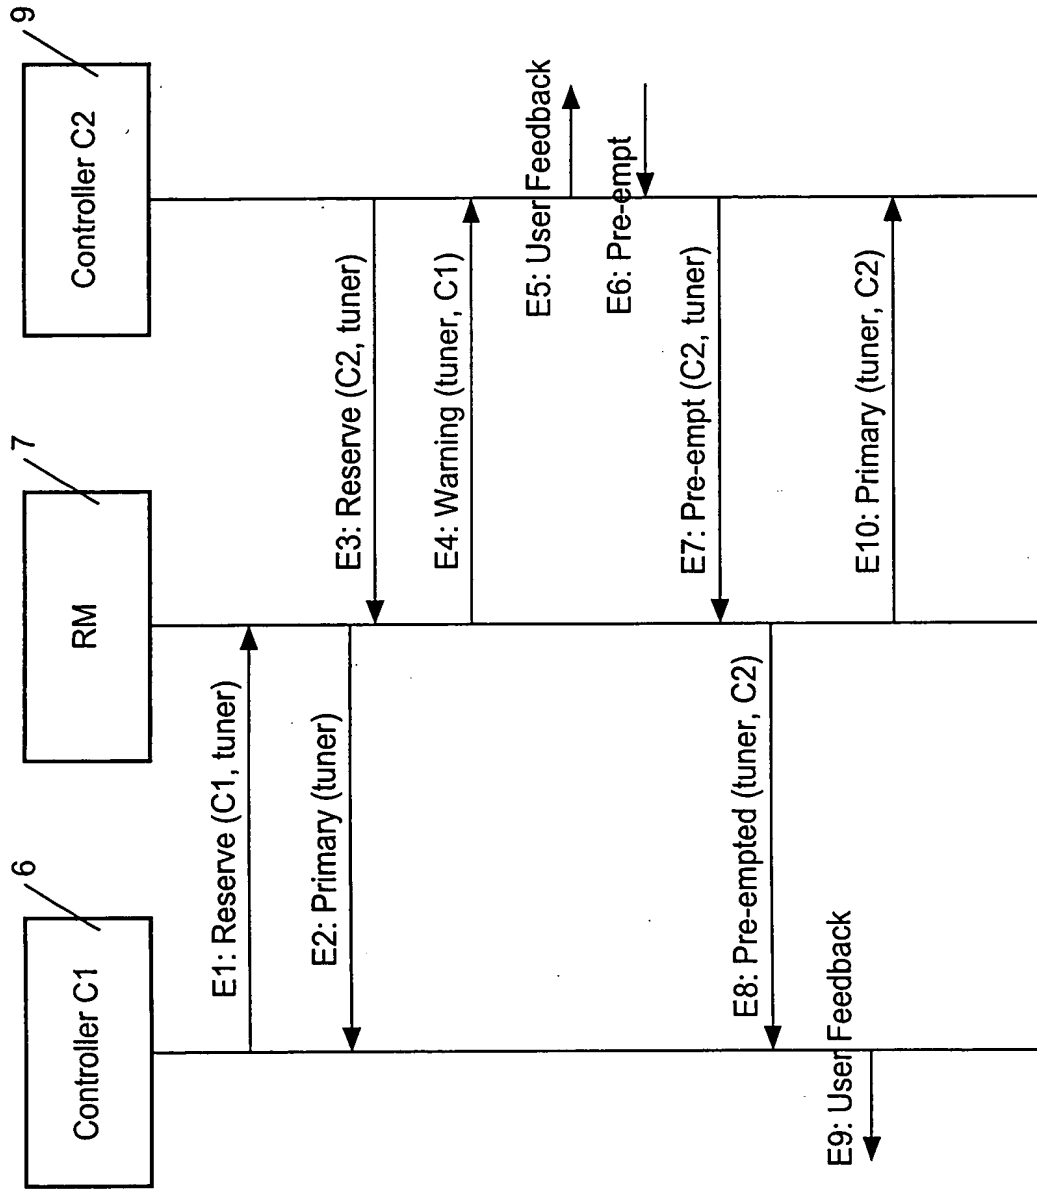 Controller C1
6
RM
7
Controller C2
9
E1: Reserve (C1, tuner)
E2: Primary (tuner)
E3: Reserve (C2, tuner)
E4: Warning (tuner, C1)
E5: User Feedback
E6: Pre-empt
E7: Pre-empt (C2, tuner)
E8: Pre-empted (tuner, C2)
E9: User Feedback
E10: Primary (tuner, C2)